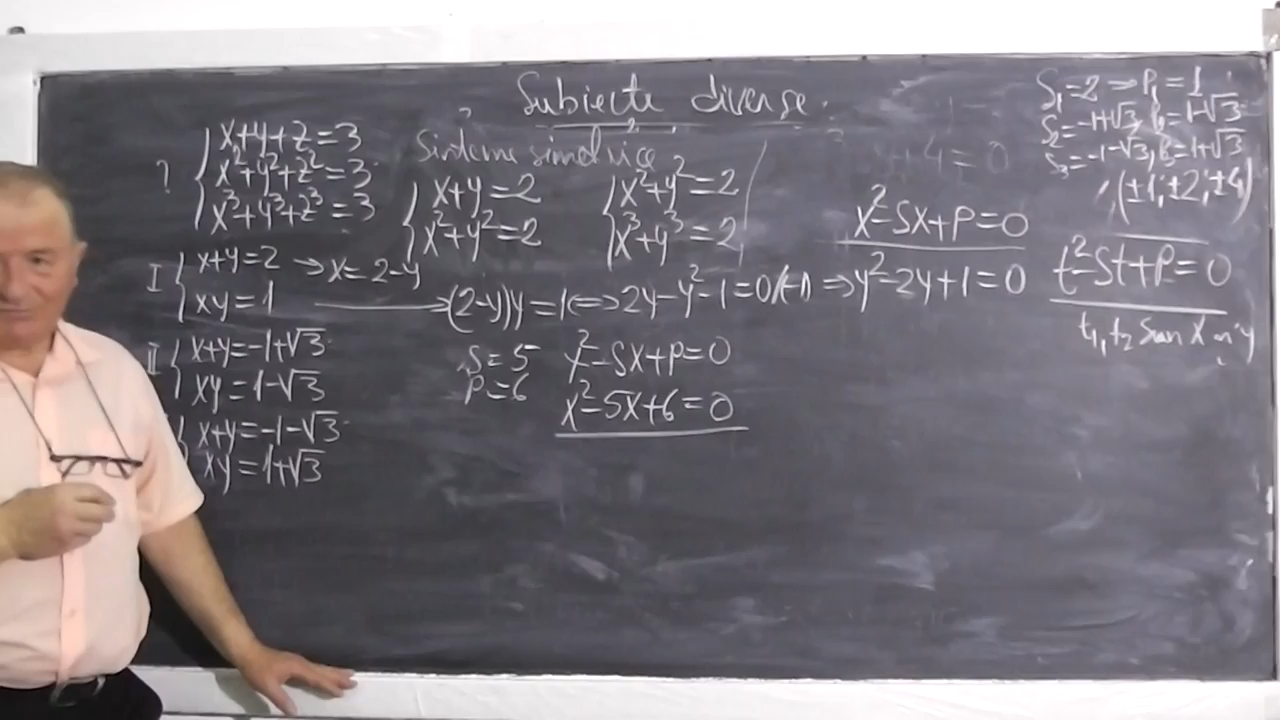 Subiecte diverse.
?
Sisteme simetrice
? { x+y+z=3
x²+y²+z²=3
x³+y³+z³=3
{ x+y=2
x²+y²=2
{ x²+y²=2
x³+y³=2
I { x+y=2 → x=2-y
xy=1 → (2-y)y=1 ⟺ 2y-y²-1=0 /(-1) ⇒ y²-2y+1=0
II { x+y=-1+√3
xy=1-√3
{ x+y=-1-√3
xy=1+√3
S=5
P=6
x²-Sx+P=0
x²-5x+6=0
x+4=0
x²-Sx+P=0
S₁=2 ⇒ P₁=1
S₂=-1+√3, P₂=1-√3
S₃=-1-√3, P₃=1+√3
(±1; ±2; ±4)
t²-St+P=0
t₁, t₂ sunt x și y